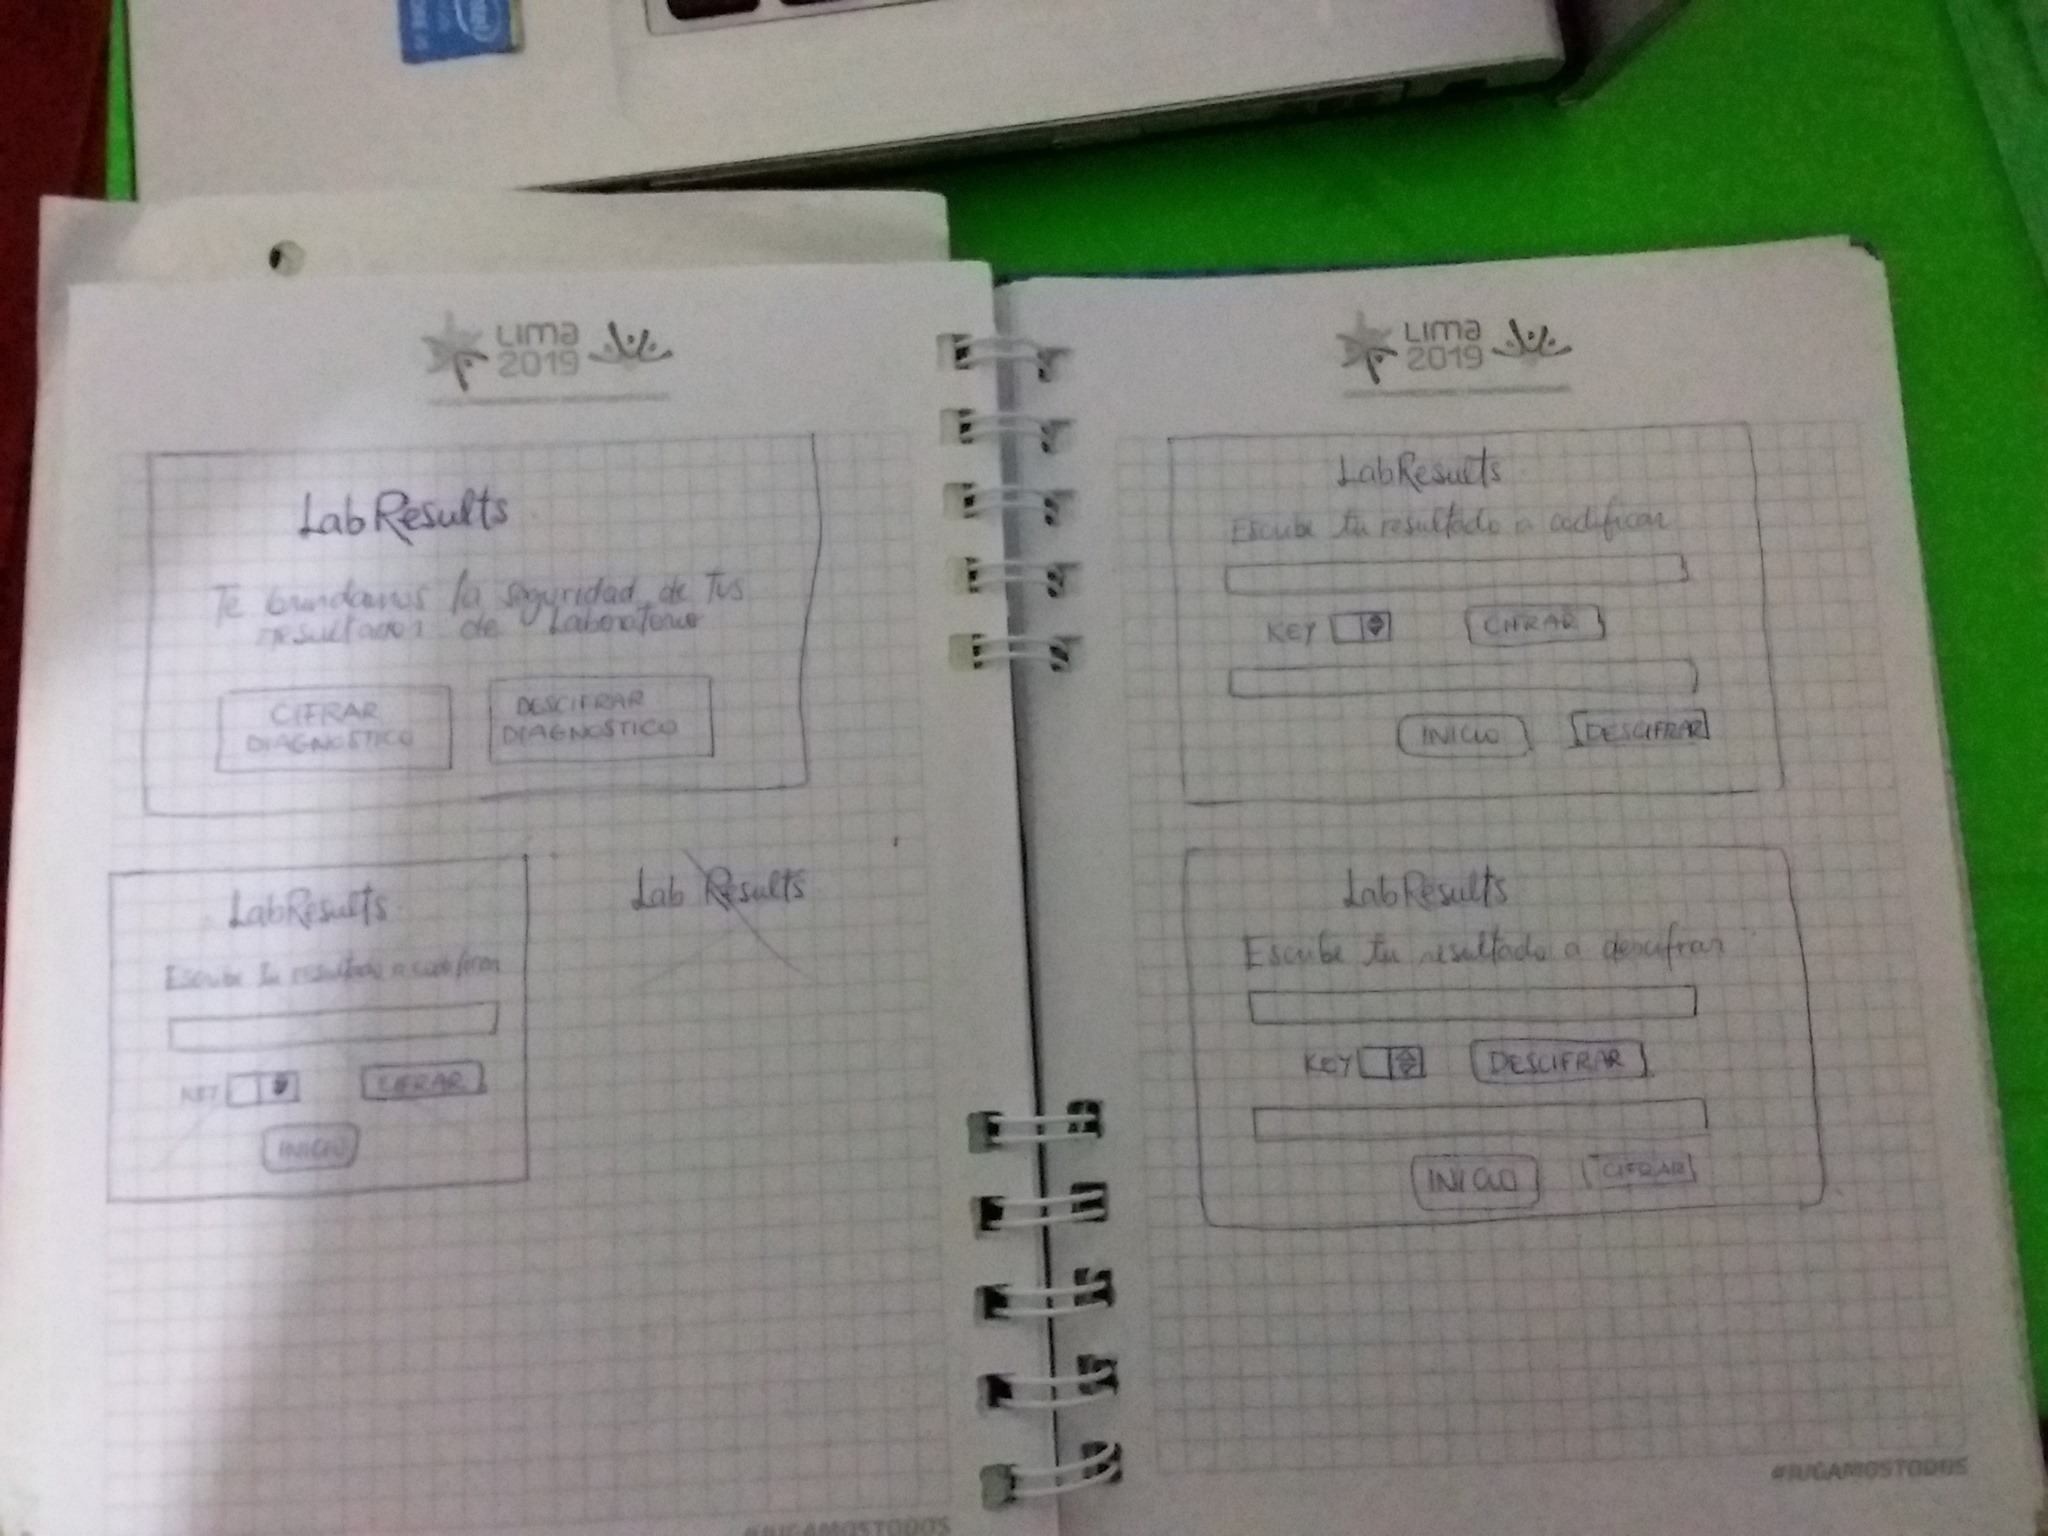 intel
LIMA
2019
LabResults
Te brindamos la seguridad de tus
resultados de Laboratorio
CIFRAR
DIAGNOSTICO
DESCIFRAR
DIAGNOSTICO
LabResults
Escribe tu resultado a codificar
KEY
CIFRAR
INICIO
Lab Results
#JUGAMOSTODOS
LIMA
2019
LabResults
Escribe tu resultado a codificar
KEY
CIFRAR
INICIO
DESCIFRAR
LabResults
Escribe tu resultado a descifrar
KEY
DESCIFRAR
INICIO
CIFRAR
#JUGAMOSTODOS